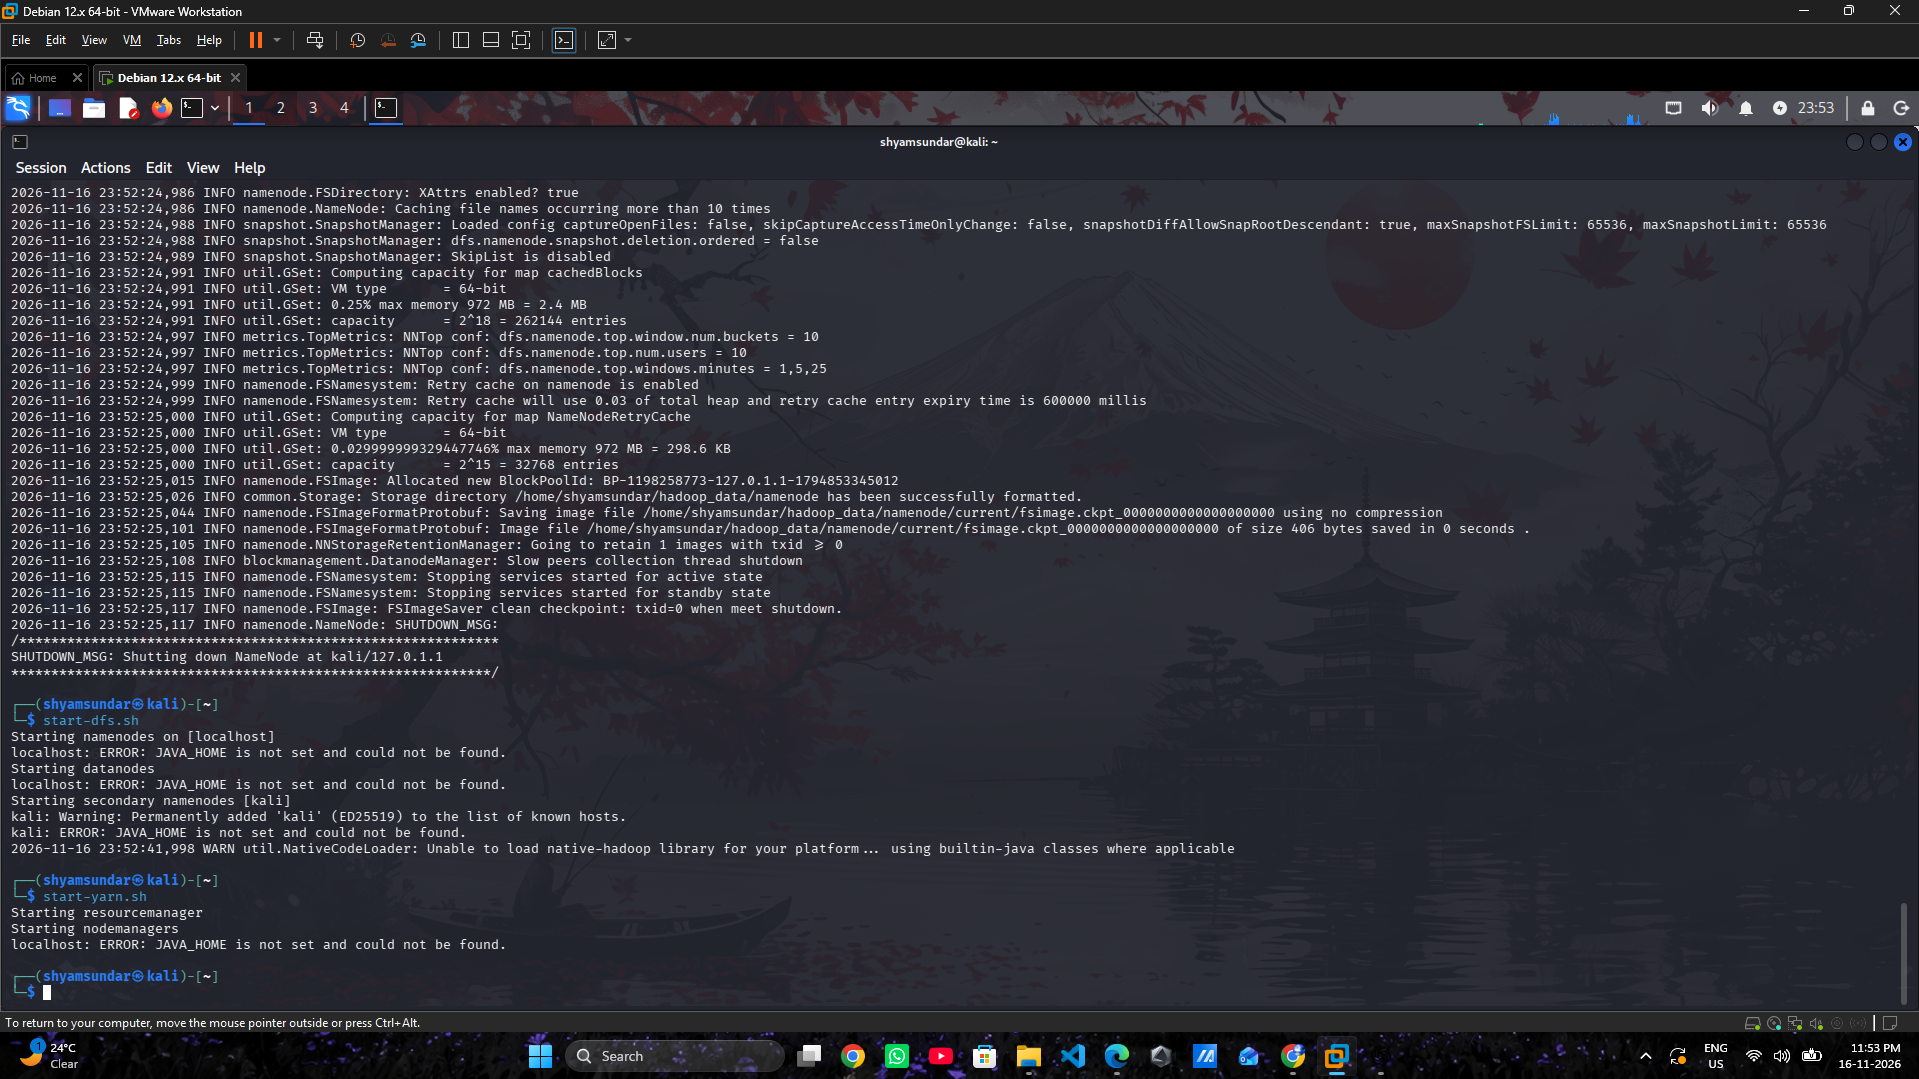 Debian 12.x 64-bit - VMware Workstation
File Edit View VM Tabs Help
Home Debian 12.x 64-bit
1 2 3 4 23:53
shyamsundar@kali: ~
Session Actions Edit View Help
2026-11-16 23:52:24,986 INFO namenode.FSDirectory: XAttrs enabled? true
2026-11-16 23:52:24,986 INFO namenode.NameNode: Caching file names occurring more than 10 times
2026-11-16 23:52:24,988 INFO snapshot.SnapshotManager: Loaded config captureOpenFiles: false, skipCaptureAccessTimeOnlyChange: false, snapshotDiffAllowSnapRootDescendant: true, maxSnapshotFSLimit: 65536, maxSnapshotLimit: 65536
2026-11-16 23:52:24,988 INFO snapshot.SnapshotManager: dfs.namenode.snapshot.deletion.ordered = false
2026-11-16 23:52:24,989 INFO snapshot.SnapshotManager: SkipList is disabled
2026-11-16 23:52:24,991 INFO util.GSet: Computing capacity for map cachedBlocks
2026-11-16 23:52:24,991 INFO util.GSet: VM type       = 64-bit
2026-11-16 23:52:24,991 INFO util.GSet: 0.25% max memory 972 MB = 2.4 MB
2026-11-16 23:52:24,991 INFO util.GSet: capacity      = 2^18 = 262144 entries
2026-11-16 23:52:24,997 INFO metrics.TopMetrics: NNTop conf: dfs.namenode.top.window.num.buckets = 10
2026-11-16 23:52:24,997 INFO metrics.TopMetrics: NNTop conf: dfs.namenode.top.num.users = 10
2026-11-16 23:52:24,997 INFO metrics.TopMetrics: NNTop conf: dfs.namenode.top.windows.minutes = 1,5,25
2026-11-16 23:52:24,999 INFO namenode.FSNamesystem: Retry cache on namenode is enabled
2026-11-16 23:52:24,999 INFO namenode.FSNamesystem: Retry cache will use 0.03 of total heap and retry cache entry expiry time is 600000 millis
2026-11-16 23:52:25,000 INFO util.GSet: Computing capacity for map NameNodeRetryCache
2026-11-16 23:52:25,000 INFO util.GSet: VM type       = 64-bit
2026-11-16 23:52:25,000 INFO util.GSet: 0.029999999329447746% max memory 972 MB = 298.6 KB
2026-11-16 23:52:25,000 INFO util.GSet: capacity      = 2^15 = 32768 entries
2026-11-16 23:52:25,015 INFO namenode.FSImage: Allocated new BlockPoolId: BP-1198258773-127.0.1.1-1794853345012
2026-11-16 23:52:25,026 INFO common.Storage: Storage directory /home/shyamsundar/hadoop_data/namenode has been successfully formatted.
2026-11-16 23:52:25,044 INFO namenode.FSImageFormatProtobuf: Saving image file /home/shyamsundar/hadoop_data/namenode/current/fsimage.ckpt_0000000000000000000 using no compression
2026-11-16 23:52:25,101 INFO namenode.FSImageFormatProtobuf: Image file /home/shyamsundar/hadoop_data/namenode/current/fsimage.ckpt_0000000000000000000 of size 406 bytes saved in 0 seconds .
2026-11-16 23:52:25,105 INFO namenode.NNStorageRetentionManager: Going to retain 1 images with txid >= 0
2026-11-16 23:52:25,108 INFO blockmanagement.DatanodeManager: Slow peers collection thread shutdown
2026-11-16 23:52:25,115 INFO namenode.FSNamesystem: Stopping services started for active state
2026-11-16 23:52:25,115 INFO namenode.FSNamesystem: Stopping services started for standby state
2026-11-16 23:52:25,117 INFO namenode.FSImage: FSImageSaver clean checkpoint: txid=0 when meet shutdown.
2026-11-16 23:52:25,117 INFO namenode.NameNode: SHUTDOWN_MSG:
/************************************************************
SHUTDOWN_MSG: Shutting down NameNode at kali/127.0.1.1
************************************************************/
┌──(shyamsundar㉿kali)-[~]
└─$ start-dfs.sh
Starting namenodes on [localhost]
localhost: ERROR: JAVA_HOME is not set and could not be found.
Starting datanodes
localhost: ERROR: JAVA_HOME is not set and could not be found.
Starting secondary namenodes [kali]
kali: Warning: Permanently added 'kali' (ED25519) to the list of known hosts.
kali: ERROR: JAVA_HOME is not set and could not be found.
2026-11-16 23:52:41,998 WARN util.NativeCodeLoader: Unable to load native-hadoop library for your platform... using builtin-java classes where applicable
┌──(shyamsundar㉿kali)-[~]
└─$ start-yarn.sh
Starting resourcemanager
Starting nodemanagers
localhost: ERROR: JAVA_HOME is not set and could not be found.
┌──(shyamsundar㉿kali)-[~]
└─$
To return to your computer, move the mouse pointer outside or press Ctrl+Alt.
1 24°C
Clear
Search
ENG
US
11:53 PM
16-11-2026